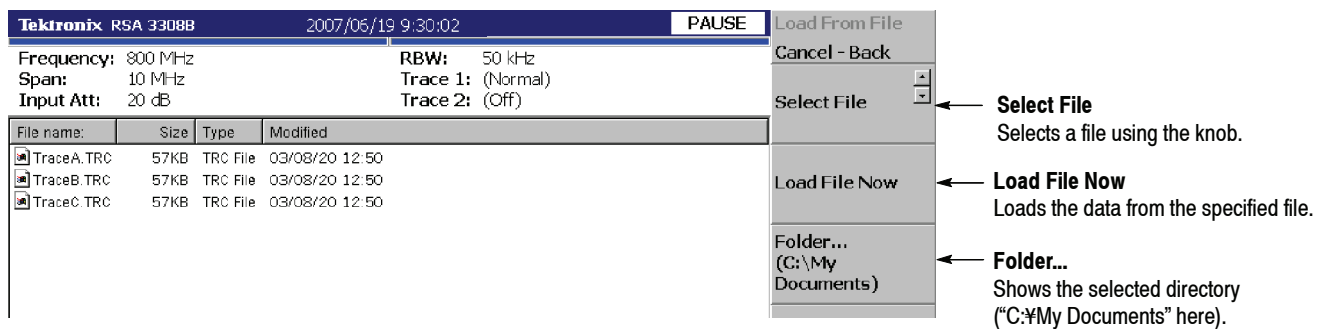 Tektronix RSA 3308B 2007/06/19 9:30:02 PAUSE
Frequency: 800 MHz RBW: 50 kHz
Span: 10 MHz Trace 1: (Normal)
Input Att: 20 dB Trace 2: (Off)
File name: Size Type Modified
TraceA.TRC 57KB TRC File 03/08/20 12:50
TraceB.TRC 57KB TRC File 03/08/20 12:50
TraceC.TRC 57KB TRC File 03/08/20 12:50
Load From File
Cancel - Back
Select File
Load File Now
Folder...
(C:\My
Documents)
Select File
Selects a file using the knob.
Load File Now
Loads the data from the specified file.
Folder...
Shows the selected directory
(“C:¥My Documents” here).